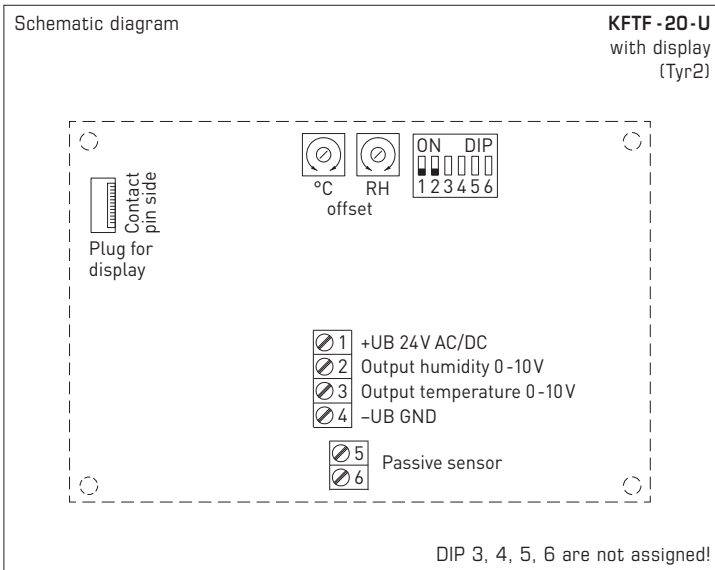 Schematic diagram
KFTF - 20 - U
with display
(Tyr2)
ON DIP
1 2 3 4 5 6
°C RH
offset
Contact
pin side
Plug for
display
1 +UB 24V AC/DC
2 Output humidity 0 -10V
3 Output temperature 0 -10V
4 –UB GND
5
6
Passive sensor
DIP 3, 4, 5, 6 are not assigned!